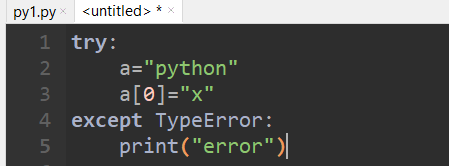 py1.py × <untitled> * ×
1 try:
2     a="python"
3     a[0]="x"
4 except TypeError:
5     print("error")